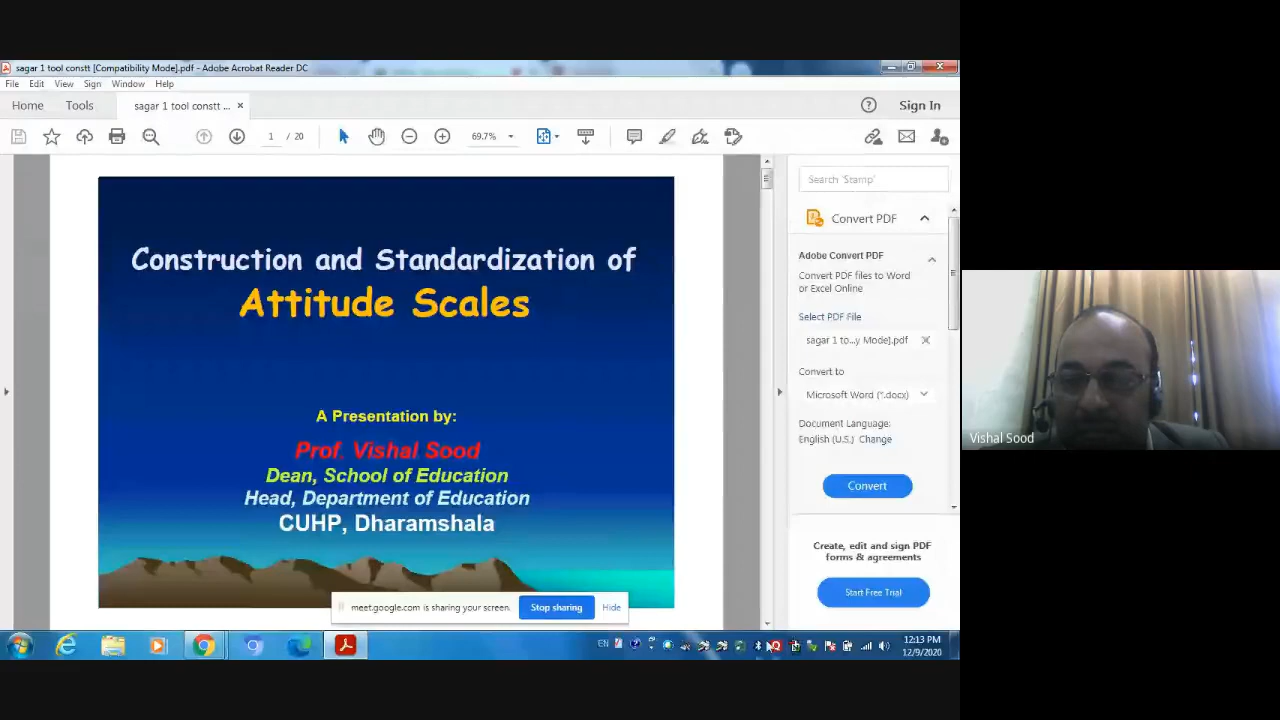 sagar 1 tool constt [Compatibility Mode].pdf - Adobe Acrobat Reader DC
File Edit View Sign Window Help
Home Tools sagar 1 tool constt ... × Sign In
1 / 20 69.7%
Search 'Stamp'
Convert PDF
Adobe Convert PDF
Convert PDF files to Word
or Excel Online
Select PDF File
sagar 1 to...y Mode].pdf
Convert to
Microsoft Word (*.docx)
Document Language:
English (U.S.) Change
Convert
Create, edit and sign PDF
forms & agreements
Start Free Trial
Construction and Standardization of
Attitude Scales
A Presentation by:
Prof. Vishal Sood
Dean, School of Education
Head, Department of Education
CUHP, Dharamshala
meet.google.com is sharing your screen. Stop sharing Hide
EN
12:13 PM
12/9/2020
Vishal Sood